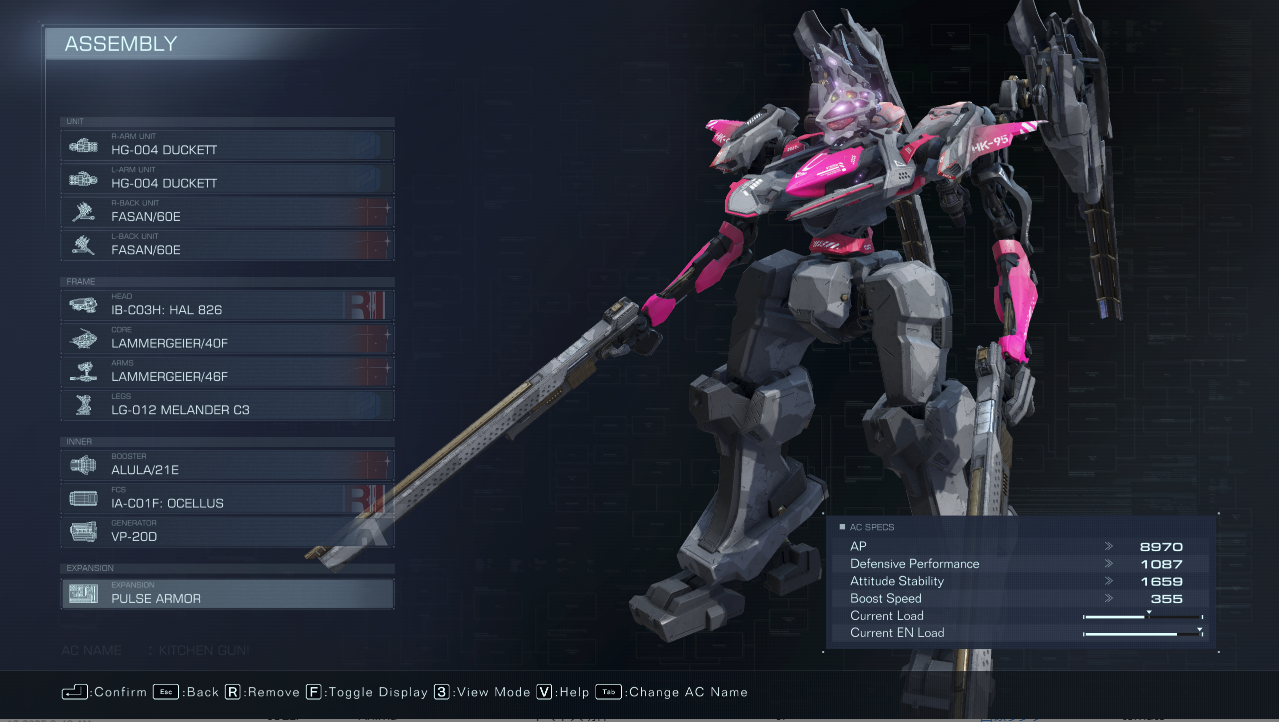 ASSEMBLY
UNIT
R-ARM UNIT
HG-004 DUCKETT
L-ARM UNIT
HG-004 DUCKETT
R-BACK UNIT
FASAN/60E
L-BACK UNIT
FASAN/60E
FRAME
HEAD
IB-C03H: HAL 826
CORE
LAMMERGEIER/40F
ARMS
LAMMERGEIER/46F
LEGS
LG-012 MELANDER C3
INNER
BOOSTER
ALULA/21E
FCS
IA-C01F: OCELLUS
GENERATOR
VP-20D
EXPANSION
EXPANSION
PULSE ARMOR
AC NAME : KITCHEN GUN!
HK-95
AC SPECS
AP 8970
Defensive Performance 1087
Attitude Stability 1659
Boost Speed 355
Current Load
Current EN Load
:Confirm Esc :Back R :Remove F :Toggle Display 3 :View Mode V :Help Tab :Change AC Name